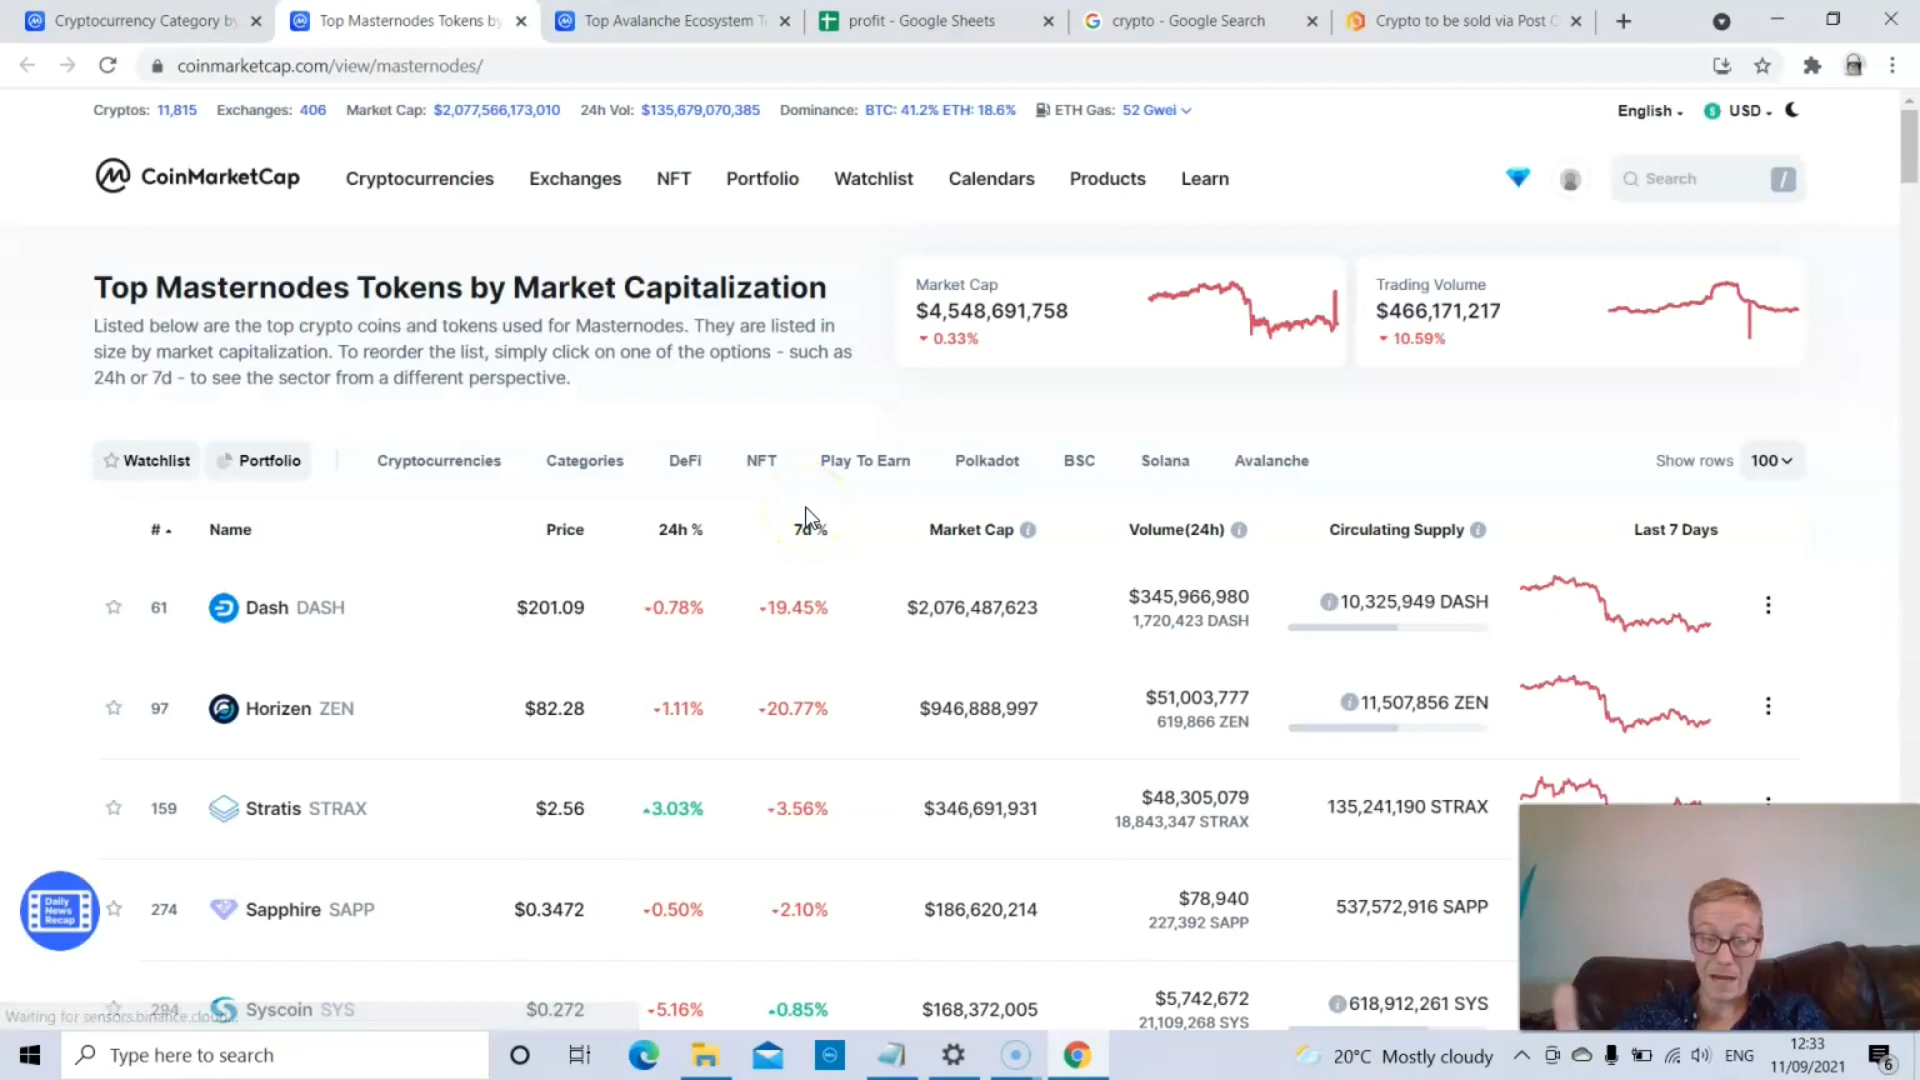 Cryptocurrency Category by
Top Masternodes Tokens by
Top Avalanche Ecosystem T
profit - Google Sheets
crypto - Google Search
Crypto to be sold via Post O
coinmarketcap.com/view/masternodes/
Cryptos: 11,815 Exchanges: 406 Market Cap: $2,077,566,173,010 24h Vol: $135,679,070,385 Dominance: BTC: 41.2% ETH: 18.6% ETH Gas: 52 Gwei
English $ USD
CoinMarketCap Cryptocurrencies Exchanges NFT Portfolio Watchlist Calendars Products Learn Search /
Top Masternodes Tokens by Market Capitalization
Listed below are the top crypto coins and tokens used for Masternodes. They are listed in
size by market capitalization. To reorder the list, simply click on one of the options - such as
24h or 7d - to see the sector from a different perspective.
Market Cap
$4,548,691,758
0.33%
Trading Volume
$466,171,217
10.59%
Watchlist Portfolio Cryptocurrencies Categories DeFi NFT Play To Earn Polkadot BSC Solana Avalanche Show rows 100
# Name Price 24h % 7d % Market Cap Volume(24h) Circulating Supply Last 7 Days
61 Dash DASH $201.09 0.78% 19.45% $2,076,487,623 $345,966,980 10,325,949 DASH
1,720,423 DASH
97 Horizen ZEN $82.28 1.11% 20.77% $946,888,997 $51,003,777 11,507,856 ZEN
619,866 ZEN
159 Stratis STRAX $2.56 3.03% 3.56% $346,691,931 $48,305,079 135,241,190 STRAX
18,843,347 STRAX
274 Sapphire SAPP $0.3472 0.50% 2.10% $186,620,214 $78,940 537,572,916 SAPP
227,392 SAPP
Daily
News
Recap
294 Syscoin SYS $0.272 5.16% 0.85% $168,372,005 $5,742,672 618,912,261 SYS
21,109,268 SYS
Waiting for sensors.binance.cloud...
Type here to search
20°C Mostly cloudy
ENG
12:33
11/09/2021
6